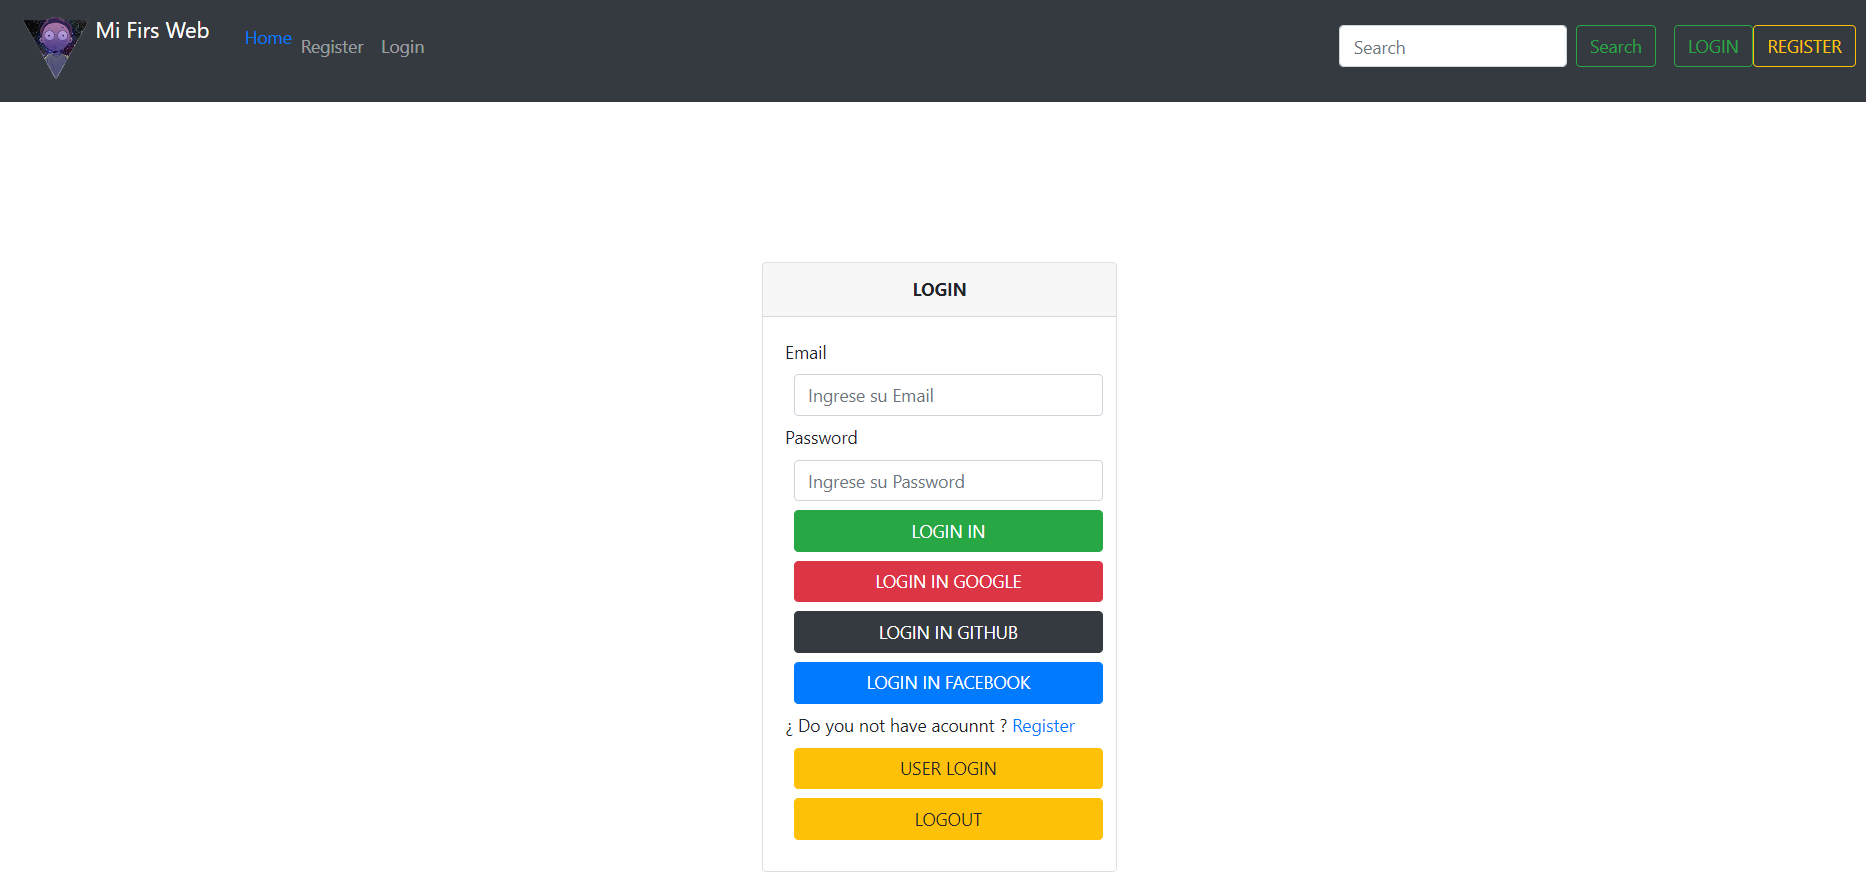 Mi Firs Web Home Register Login Search Search LOGIN REGISTER
LOGIN
Email
Ingrese su Email
Password
Ingrese su Password
LOGIN IN
LOGIN IN GOOGLE
LOGIN IN GITHUB
LOGIN IN FACEBOOK
¿ Do you not have acounnt ? Register
USER LOGIN
LOGOUT